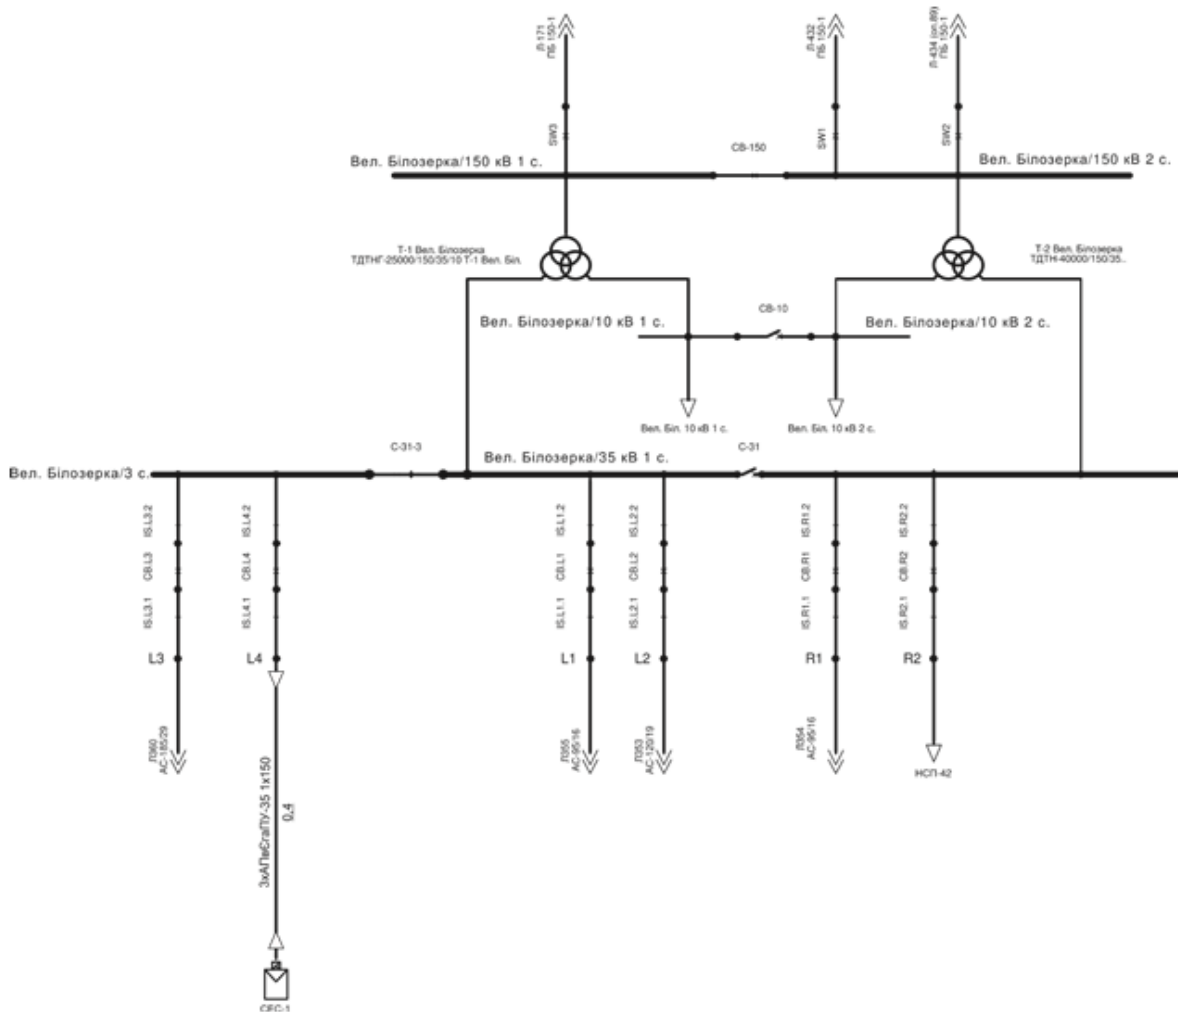 Л-171
ПБ 150-1
Л-432
ПБ 150-1
Л-434 (оп.89)
ПБ 150-1
SW3
SW1
SW2
СВ-150
Вел. Білозерка/150 кВ 1 с.
Вел. Білозерка/150 кВ 2 с.
Т-1 Вел. Білозерка
ТДТНГ-25000/150/35/10 Т-1 Вел. Біл.
Т-2 Вел. Білозерка
ТДТН-40000/150/35..
СВ-10
Вел. Білозерка/10 кВ 1 с.
Вел. Білозерка/10 кВ 2 с.
Вел. Біл. 10 кВ 1 с.
Вел. Біл. 10 кВ 2 с.
С-31-3
С-31
Вел. Білозерка/3 с.
Вел. Білозерка/35 кВ 1 с.
IS.L3.2
IS.L4.2
IS.L1.2
IS.L2.2
IS.R1.2
IS.R2.2
CB.L3
CB.L4
CB.L1
CB.L2
CB.R1
CB.R2
IS.L3.1
IS.L4.1
IS.L1.1
IS.L2.1
IS.R1.1
IS.R2.1
L3
L4
L1
L2
R1
R2
Л360
АС-185/29
Л355
АС-95/16
Л353
АС-120/19
Л354
АС-95/16
НСП-42
3хАПвЄгаПУ-35 1х150
0,4
СЕС-1